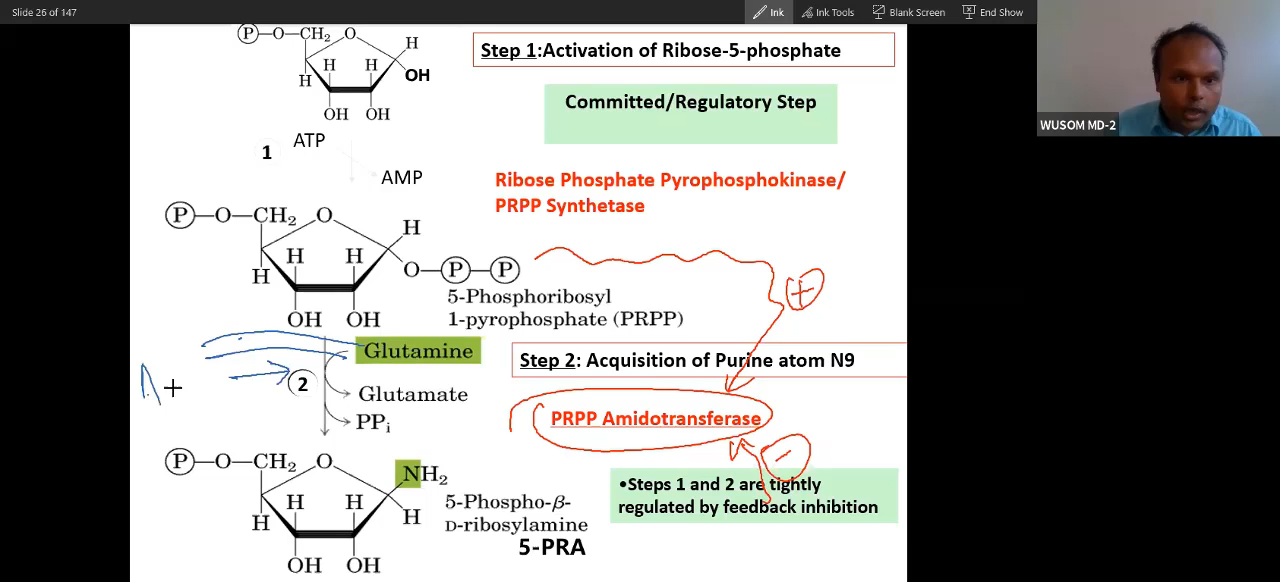 Slide 26 of 147
Ink
Ink Tools
Blank Screen
End Show
WUSOM MD-2
P—O—CH₂ O H
H H
H
OH
OH OH
Step 1:Activation of Ribose-5-phosphate
Committed/Regulatory Step
ATP
1
AMP
Ribose Phosphate Pyrophosphokinase/
PRPP Synthetase
P—O—CH₂ O H
H H
H
O—P—P
OH OH
5-Phosphoribosyl
1-pyrophosphate (PRPP)
+
Glutamine
2
Glutamate
PPi
+
Step 2: Acquisition of Purine atom N9
PRPP Amidotransferase
-
•Steps 1 and 2 are tightly
regulated by feedback inhibition
P—O—CH₂ O NH₂
H H
H H
OH OH
5-Phospho-β-
D-ribosylamine
5-PRA